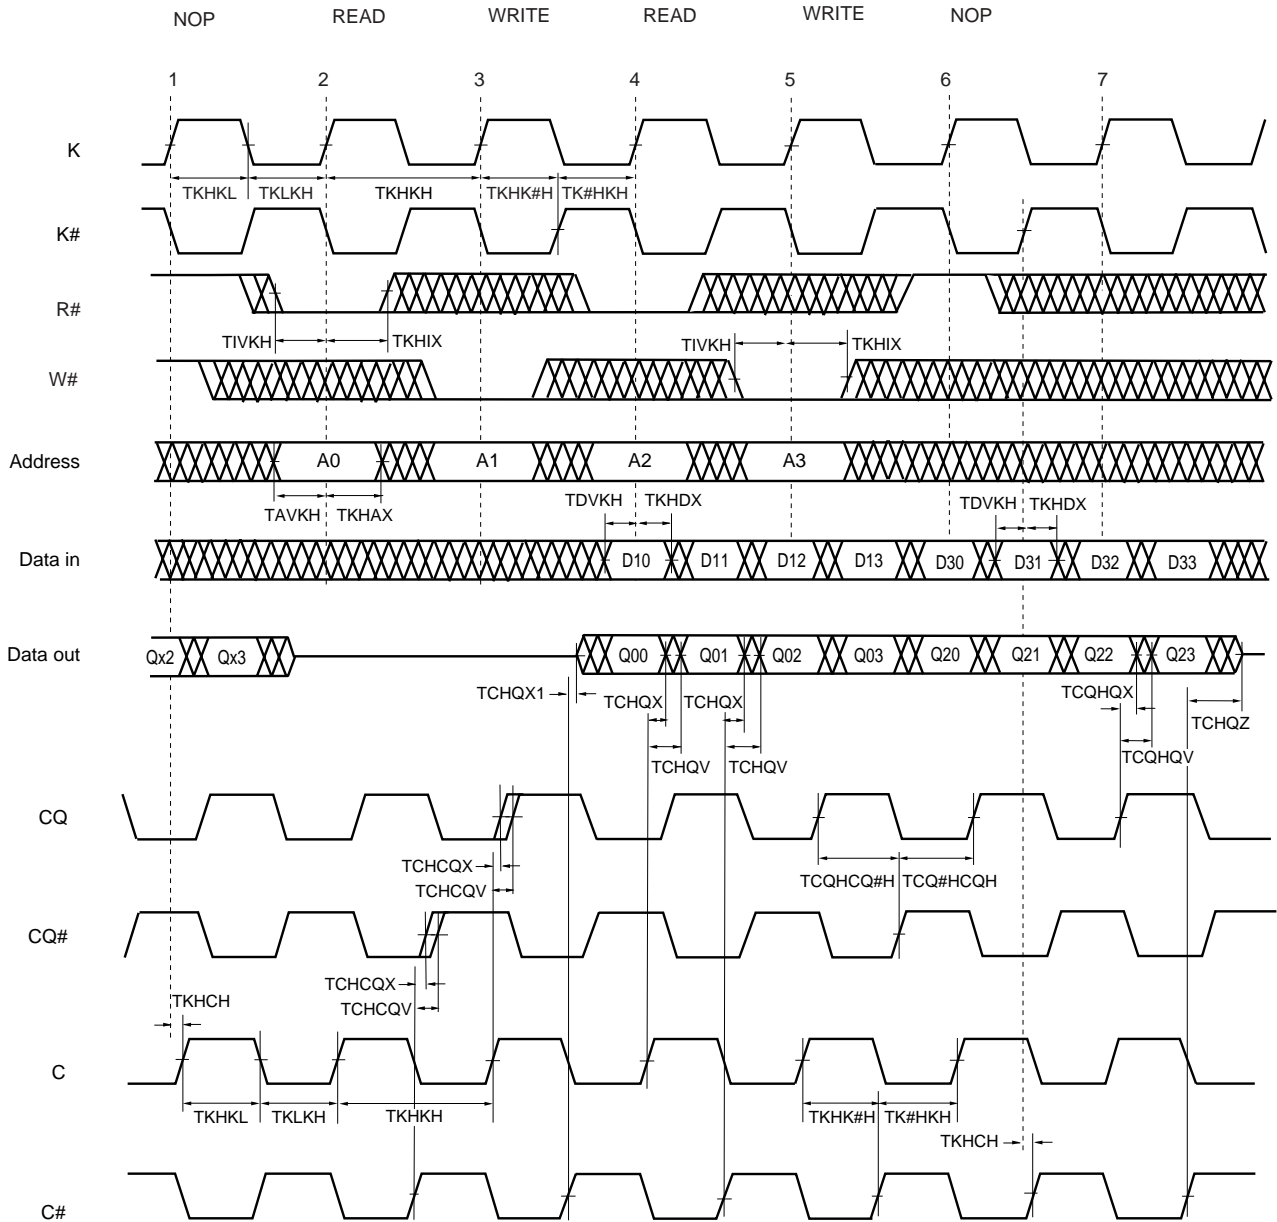 NOP READ WRITE READ WRITE NOP
1 2 3 4 5 6 7
K
TKHKL TKLKH TKHKH TKHK#H TK#HKH
K#
R#
TIVKH TKHIX TIVKH TKHIX
W#
Address A0 A1 A2 A3
TAVKH TKHAX TDVKH TKHDX TDVKH TKHDX
Data in D10 D11 D12 D13 D30 D31 D32 D33
Data out Qx2 Qx3 Q00 Q01 Q02 Q03 Q20 Q21 Q22 Q23
TCHQX1 TCHQX TCHQX TCQHQX TCHQZ
TCHQV TCHQV TCQHQV
CQ
TCHCQX
TCHCQV
TCQHCQ#H TCQ#HCQH
CQ#
TCHCQX
TCHCQV
TKHCH
C
TKHKL TKLKH TKHKH TKHK#H TK#HKH
TKHCH
C#